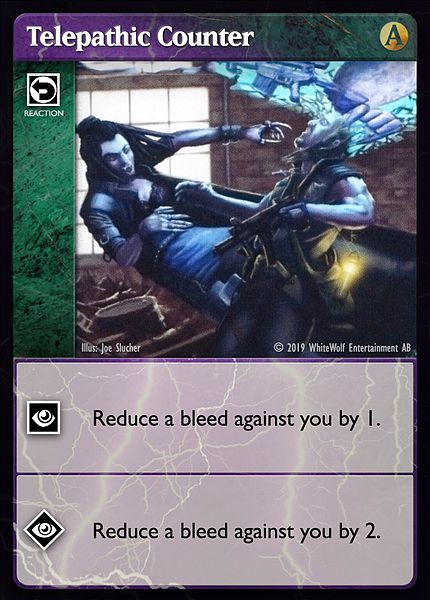 Telepathic Counter
A
REACTION
Illus: Joe Slucher
© 2019 WhiteWolf Entertainment AB
Reduce a bleed against you by 1.
Reduce a bleed against you by 2.